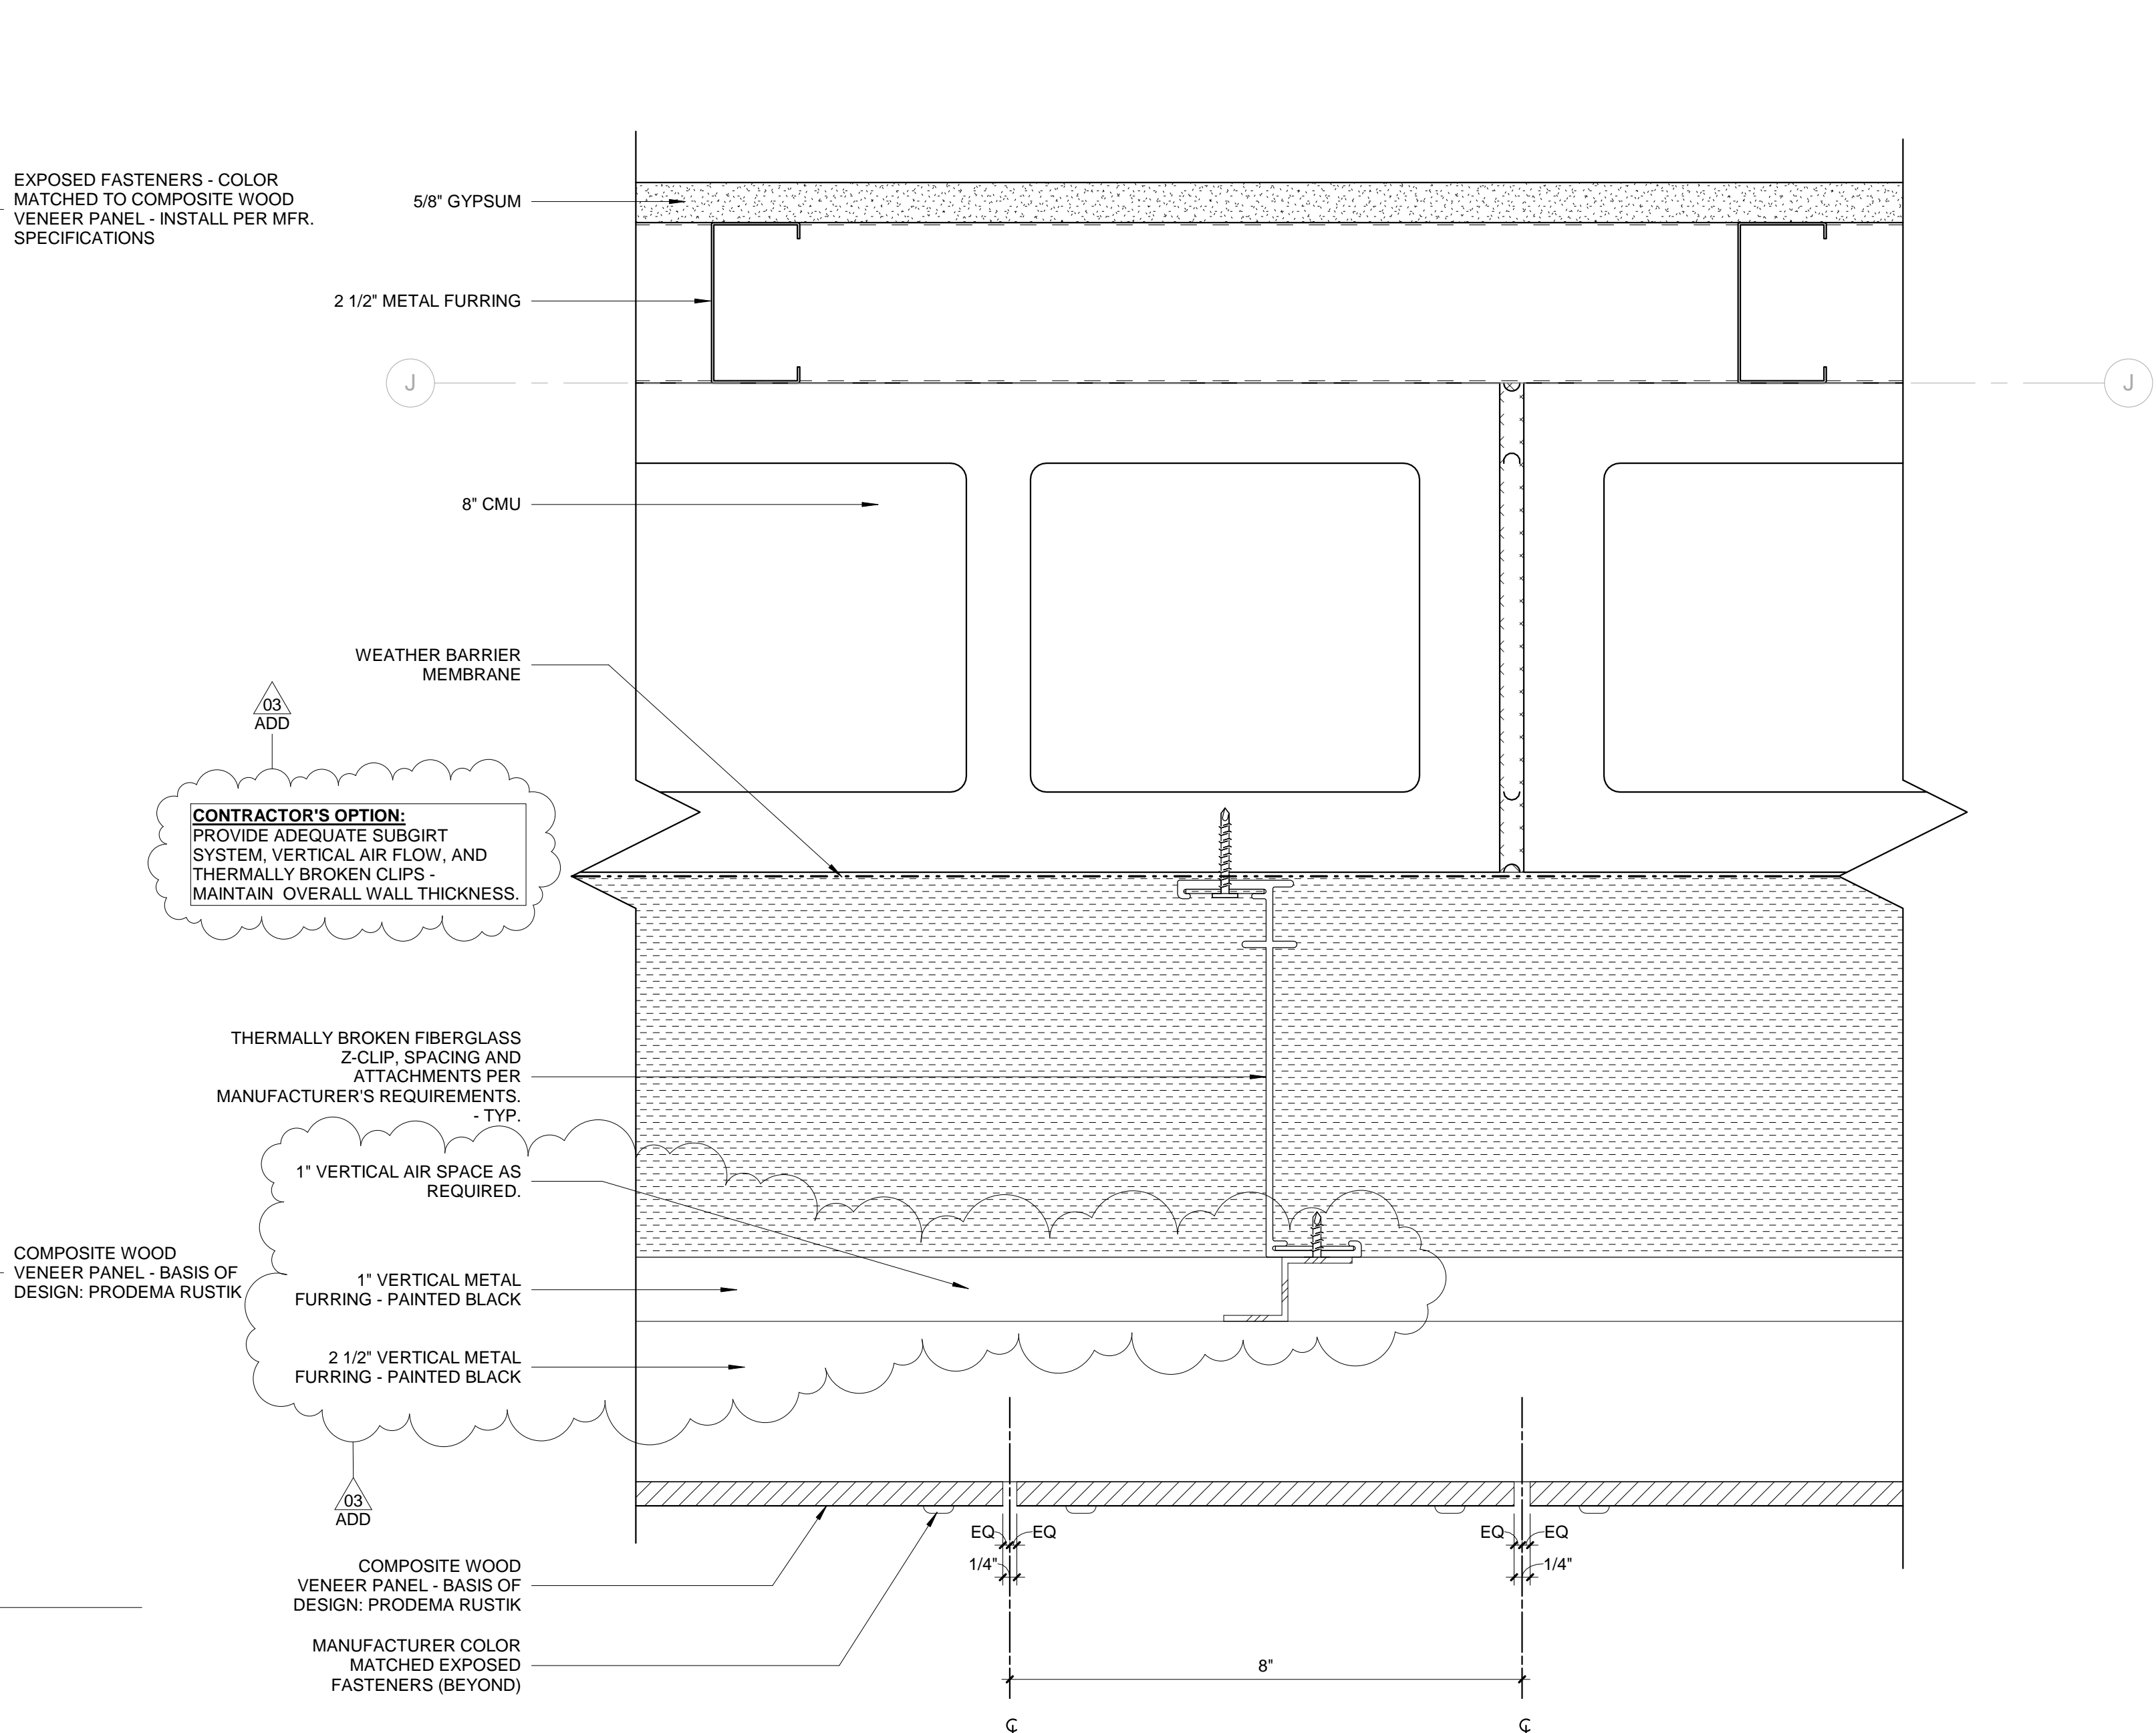 EXPOSED FASTENERS - COLOR
MATCHED TO COMPOSITE WOOD
VENEER PANEL - INSTALL PER MFR.
SPECIFICATIONS
5/8" GYPSUM
2 1/2" METAL FURRING
J
J
8" CMU
WEATHER BARRIER
MEMBRANE
03
ADD
CONTRACTOR'S OPTION:
PROVIDE ADEQUATE SUBGIRT
SYSTEM, VERTICAL AIR FLOW, AND
THERMALLY BROKEN CLIPS -
MAINTAIN OVERALL WALL THICKNESS.
THERMALLY BROKEN FIBERGLASS
Z-CLIP, SPACING AND
ATTACHMENTS PER
MANUFACTURER'S REQUIREMENTS.
- TYP.
1" VERTICAL AIR SPACE AS
REQUIRED.
COMPOSITE WOOD
VENEER PANEL - BASIS OF
DESIGN: PRODEMA RUSTIK
1" VERTICAL METAL
FURRING - PAINTED BLACK
2 1/2" VERTICAL METAL
FURRING - PAINTED BLACK
03
ADD
EQ EQ
1/4"
EQ EQ
1/4"
COMPOSITE WOOD
VENEER PANEL - BASIS OF
DESIGN: PRODEMA RUSTIK
MANUFACTURER COLOR
MATCHED EXPOSED
FASTENERS (BEYOND)
8"
℄ ℄